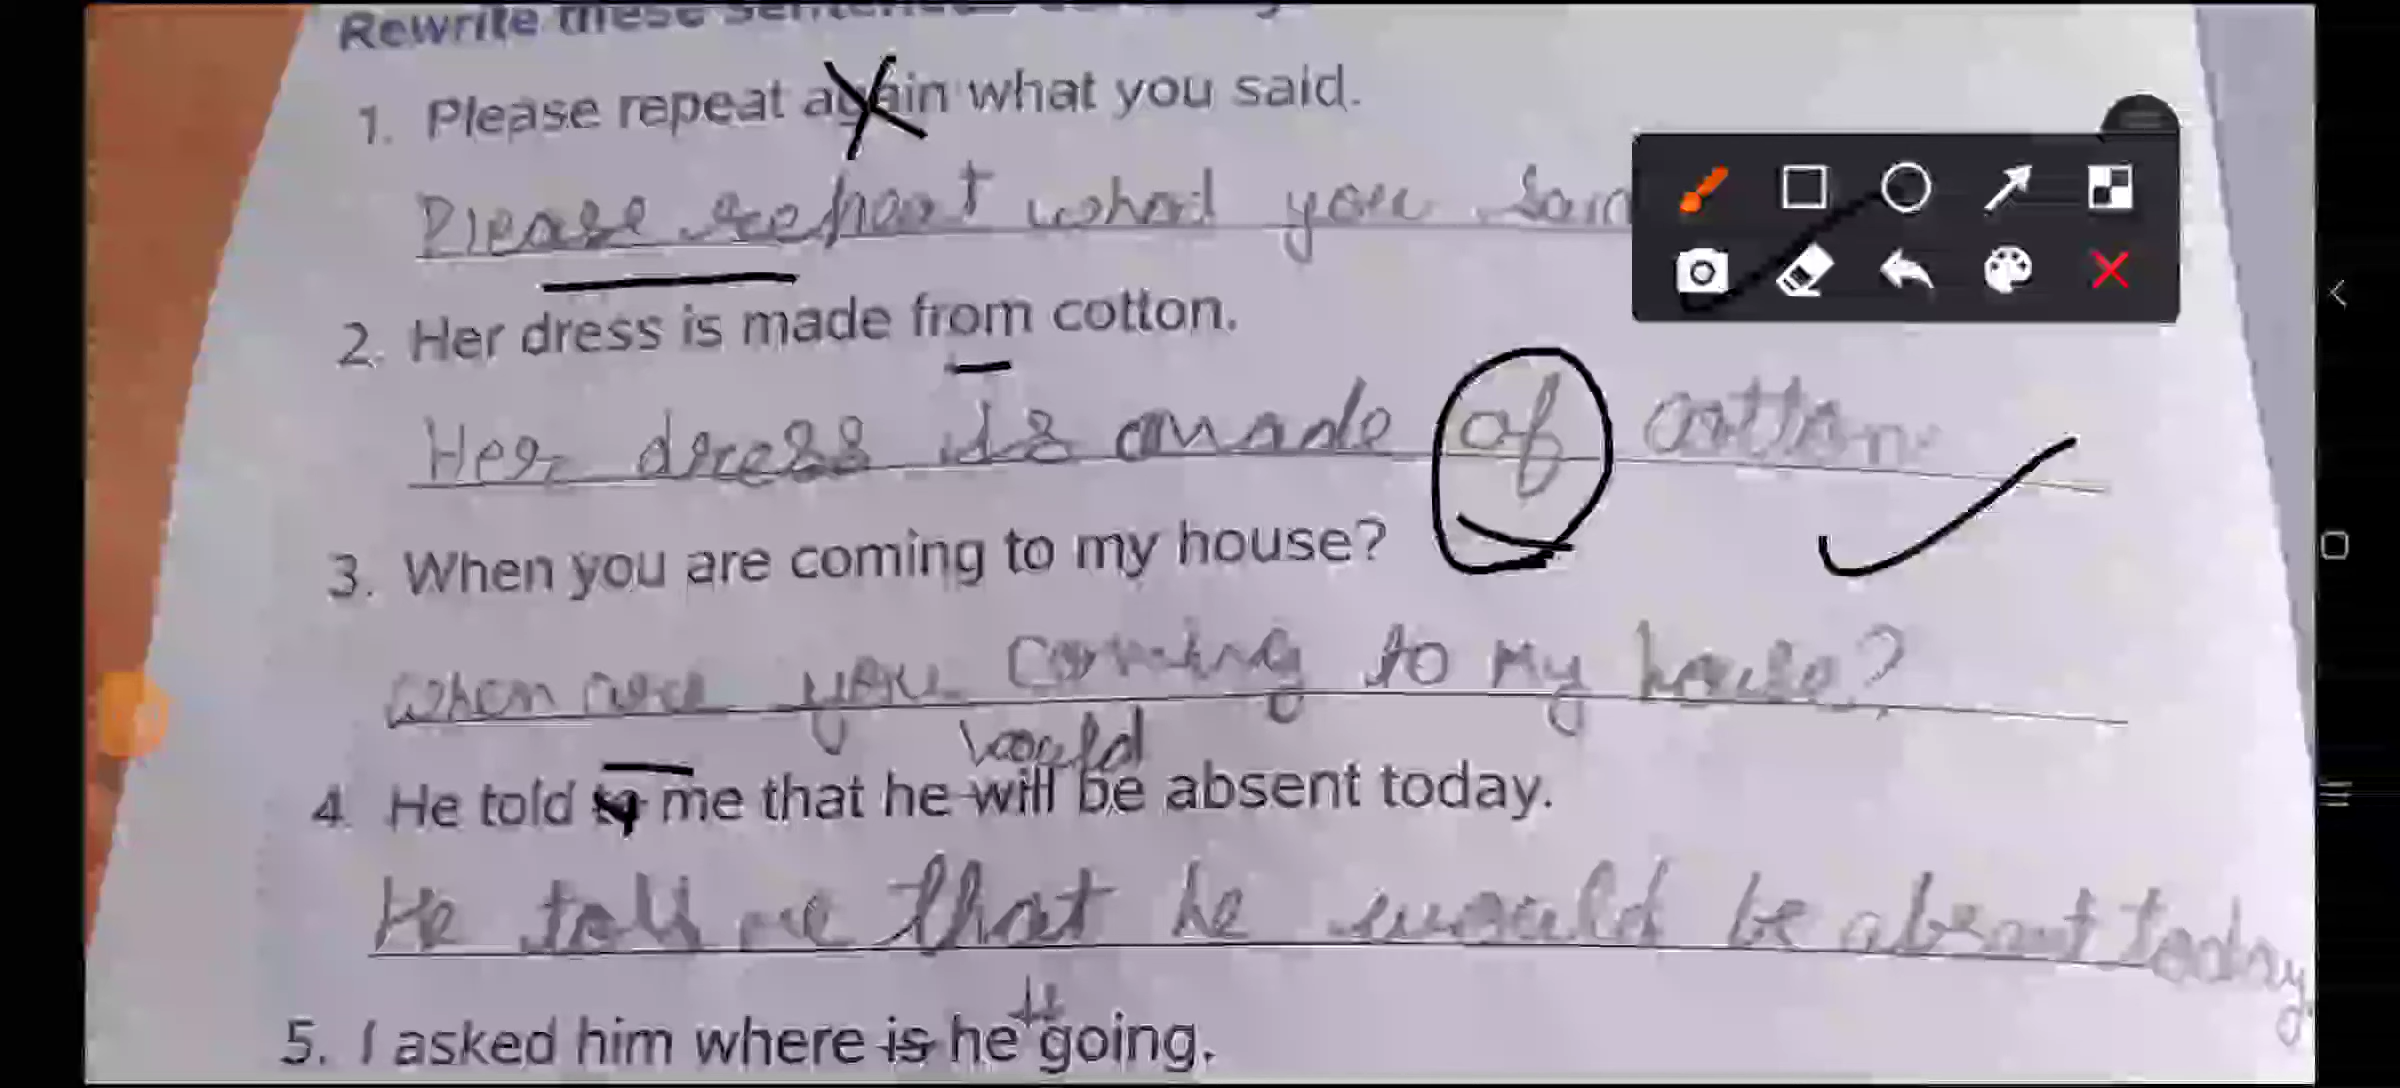 Rewrite these sentences
1. Please repeat again what you said.
Please repeat what you said
2. Her dress is made from cotton.
Her dress is made of cotton.
3. When you are coming to my house?
When are you coming to my house?
would
4. He told to me that he will be absent today.
He told me that he would be absent today.
5. I asked him where is he going.